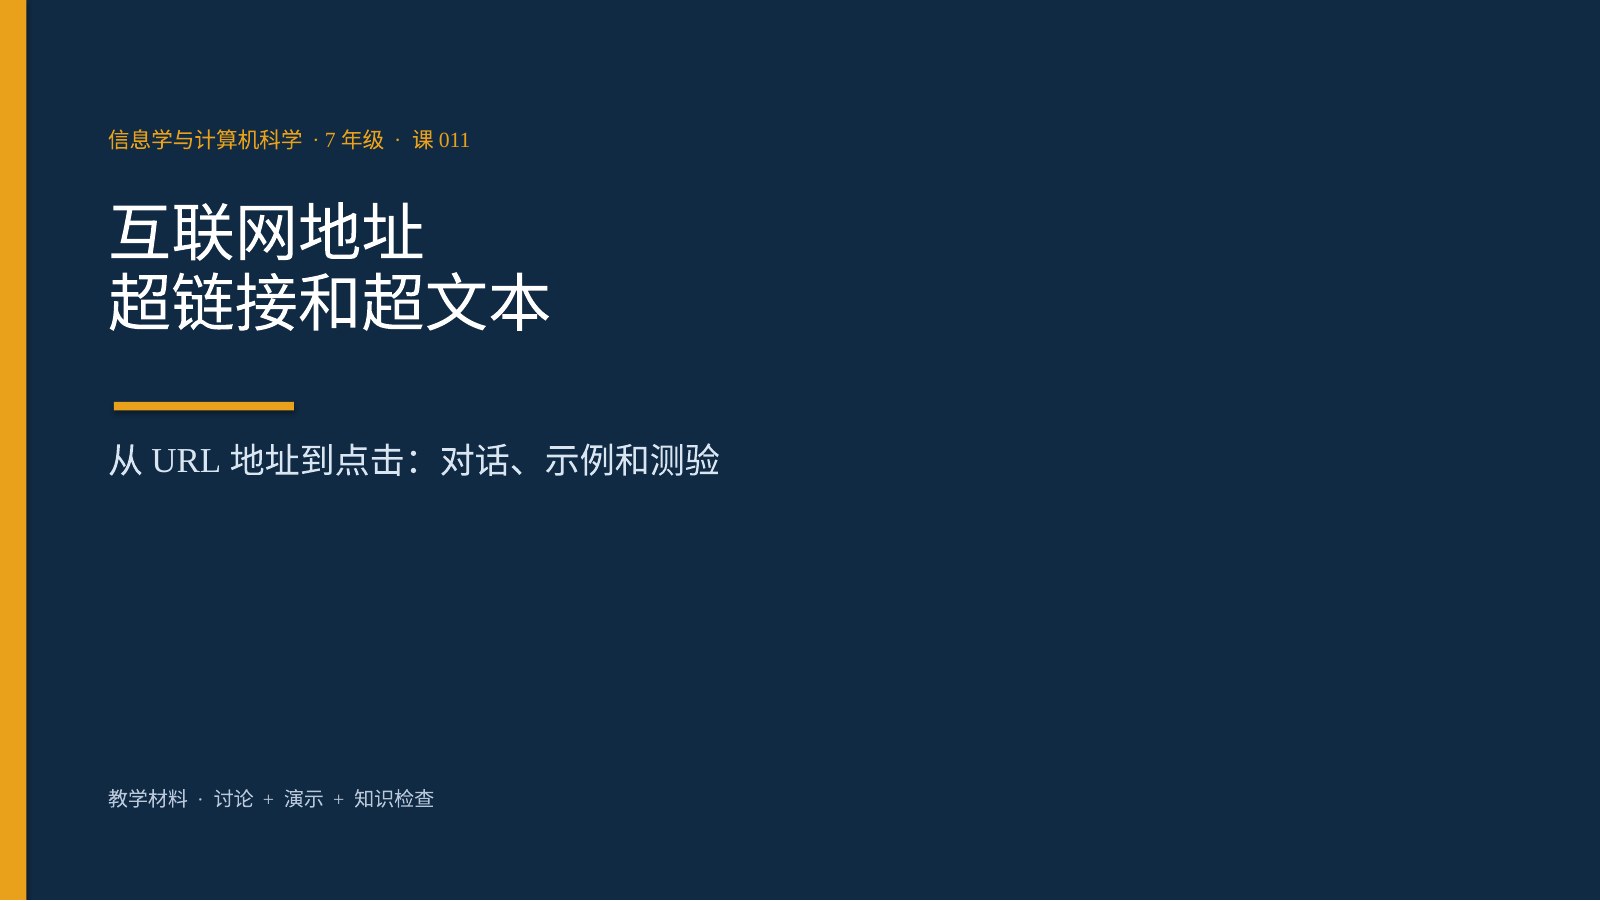 信息学与计算机科学 · 7 年级 · 课 011
互联网地址
超链接和超文本
从 URL 地址到点击：对话、示例和测验
教学材料 · 讨论 + 演示 + 知识检查